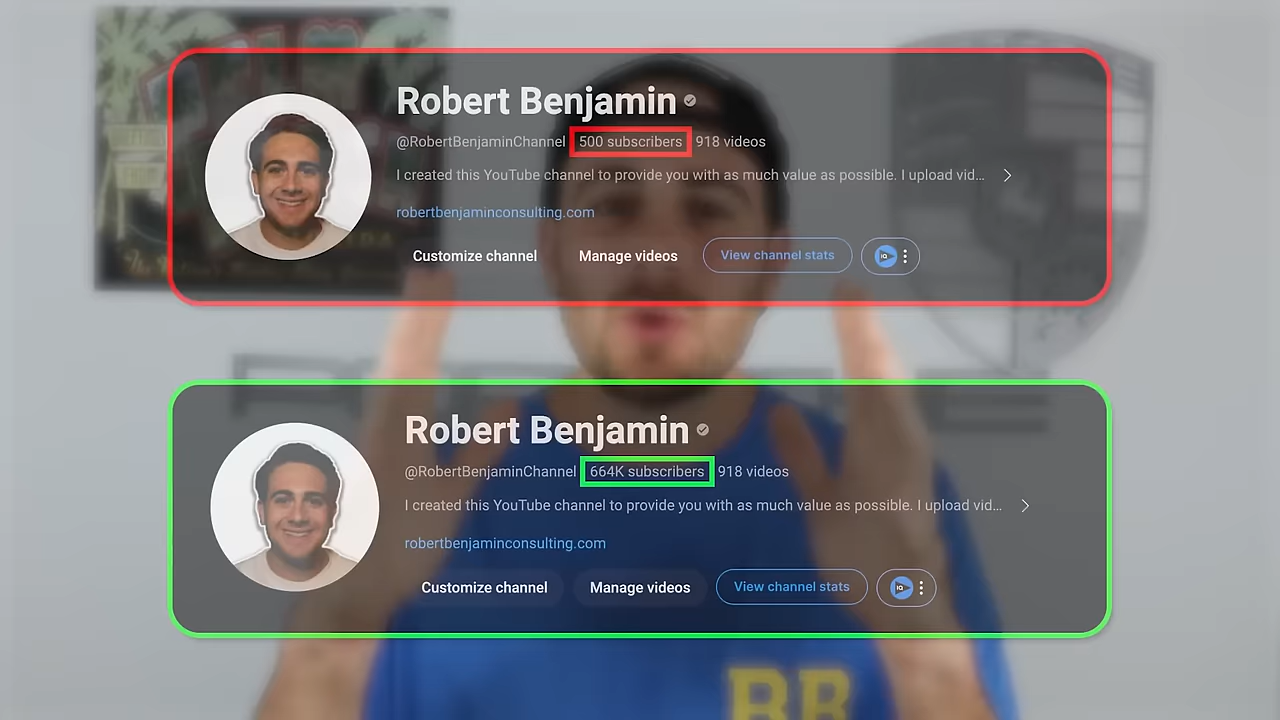 Robert Benjamin
@RobertBenjaminChannel 500 subscribers 918 videos
I created this YouTube channel to provide you with as much value as possible. I upload vid...
robertbenjaminconsulting.com
Customize channel Manage videos View channel stats IQ
Robert Benjamin
@RobertBenjaminChannel 664K subscribers 918 videos
I created this YouTube channel to provide you with as much value as possible. I upload vid...
robertbenjaminconsulting.com
Customize channel Manage videos View channel stats IQ
BB